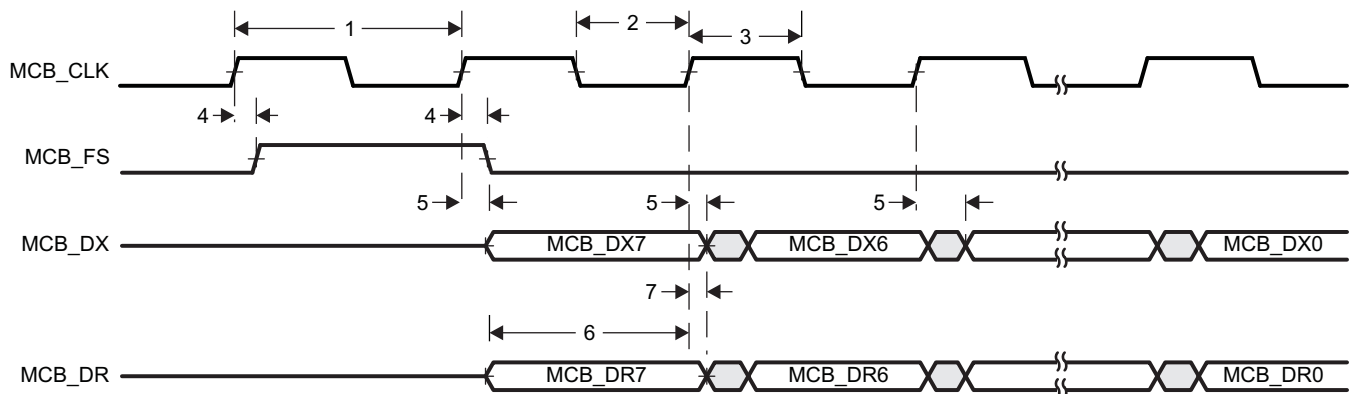 1
2
3
MCB_CLK
4
4
MCB_FS
5
5
5
MCB_DX
MCB_DX7
MCB_DX6
MCB_DX0
7
6
MCB_DR
MCB_DR7
MCB_DR6
MCB_DR0